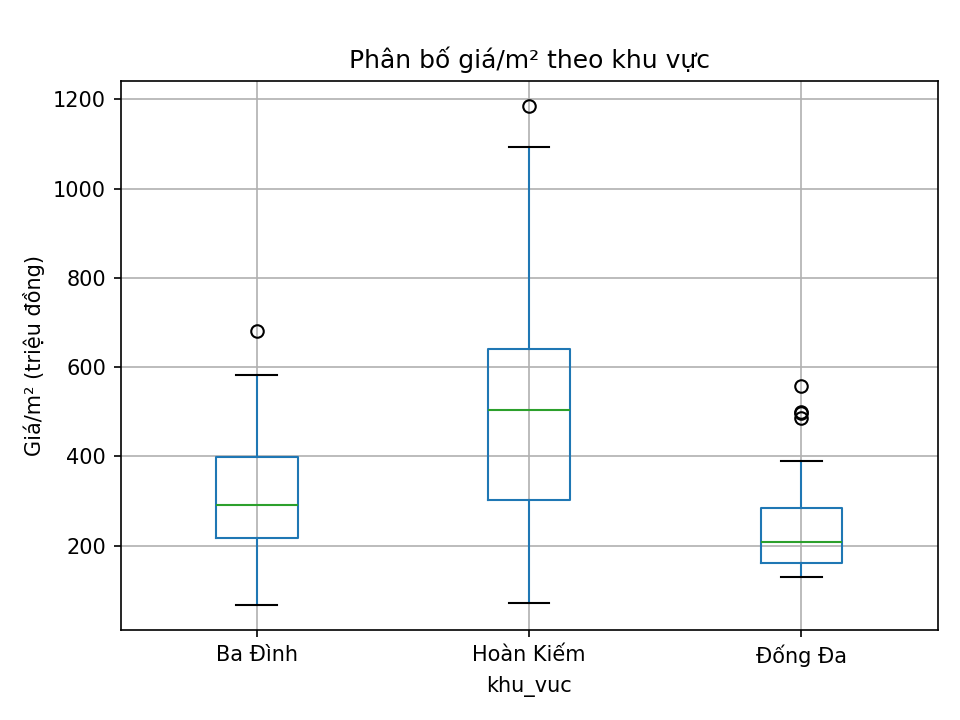 Phân bố giá/m² theo khu vực
Giá/m² (triệu đồng)
1200
1000
800
600
400
200
Ba Đình
Hoàn Kiếm
Đống Đa
khu_vuc